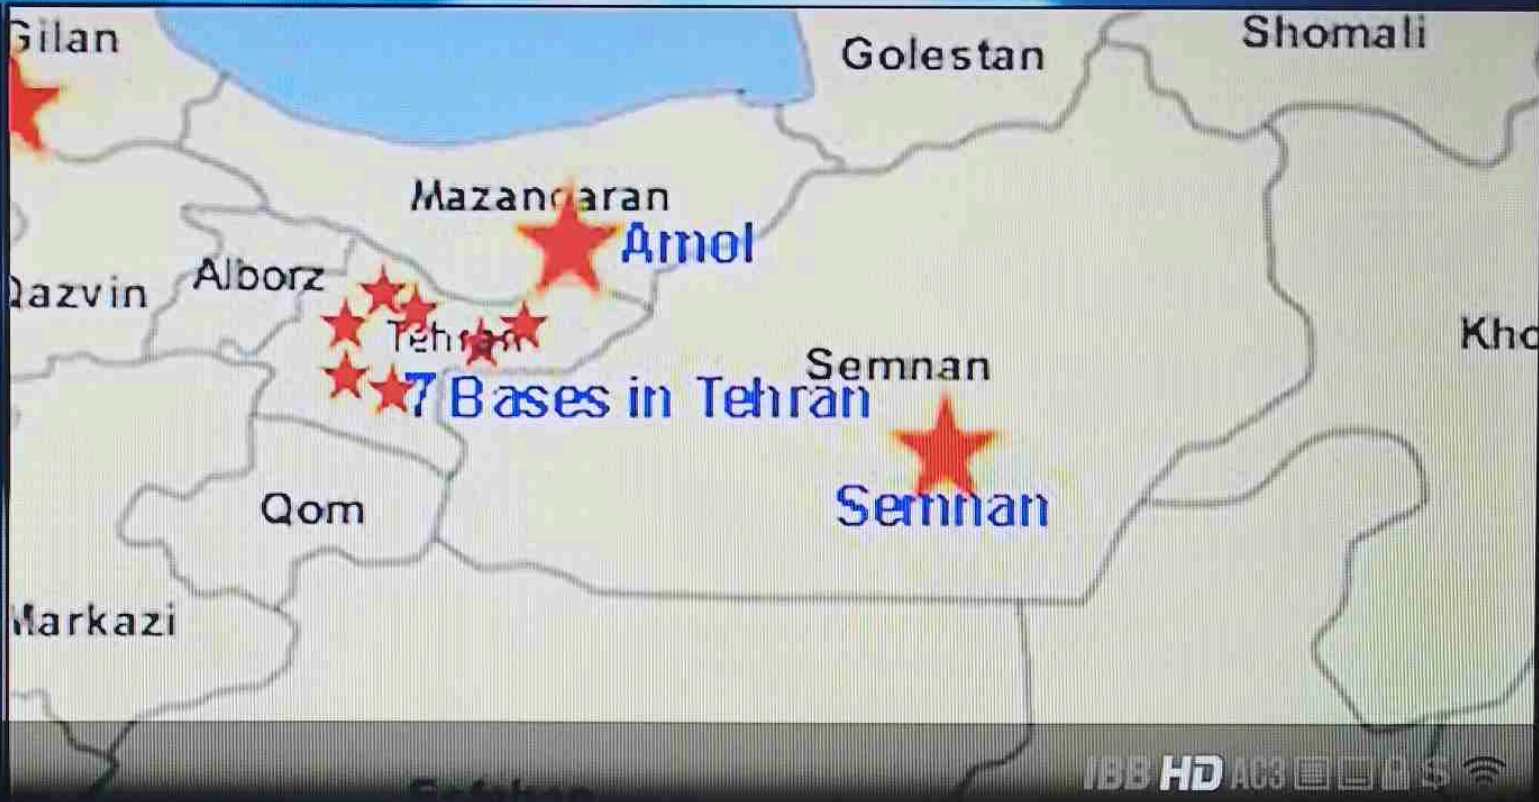 Gilan
Golestan
Shomali
Mazandaran
Amol
Alborz
Qazvin
Tehran
Kho
Semnan
7 Bases in Tehran
Semnan
Qom
Markazi
IBB HD AC3